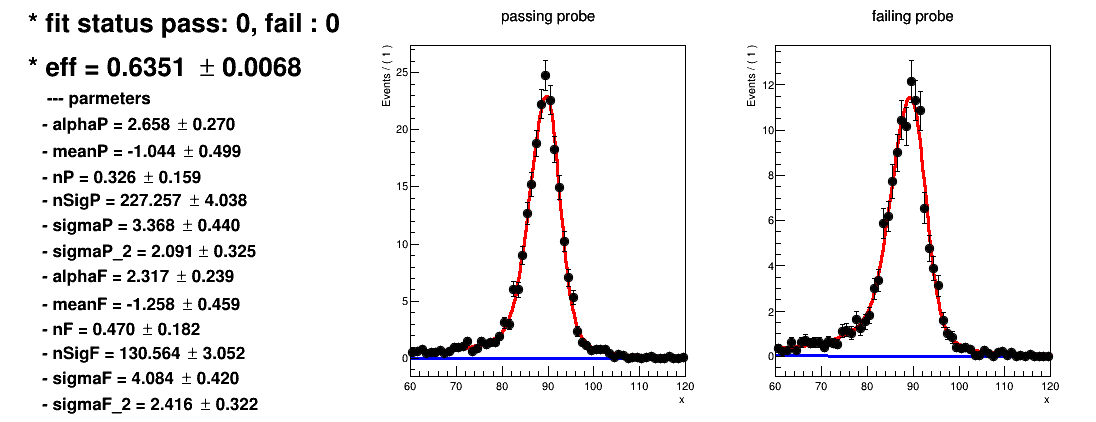 * fit status pass: 0, fail : 0
* eff = 0.6351 ± 0.0068
--- parmeters
- alphaP = 2.658 ± 0.270
- meanP = -1.044 ± 0.499
- nP = 0.326 ± 0.159
- nSigP = 227.257 ± 4.038
- sigmaP = 3.368 ± 0.440
- sigmaP_2 = 2.091 ± 0.325
- alphaF = 2.317 ± 0.239
- meanF = -1.258 ± 0.459
- nF = 0.470 ± 0.182
- nSigF = 130.564 ± 3.052
- sigmaF = 4.084 ± 0.420
- sigmaF_2 = 2.416 ± 0.322
passing probe
Events / ( 1 )
25
20
15
10
5
0
60 70 80 90 100 110 120
x
failing probe
Events / ( 1 )
12
10
8
6
4
2
0
60 70 80 90 100 110 120
x